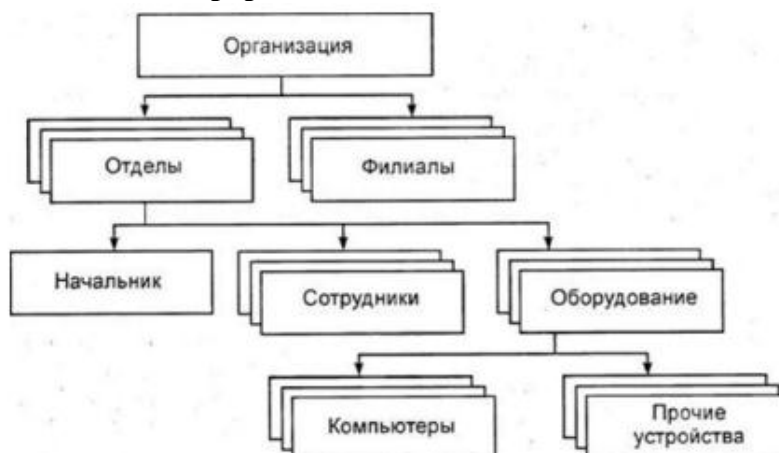 Организация
Отделы
Филиалы
Начальник
Сотрудники
Оборудование
Компьютеры
Прочие
устройства